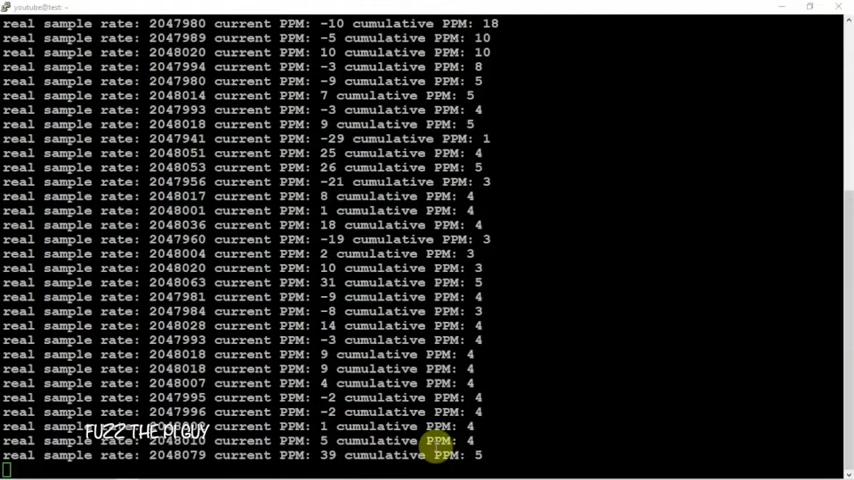 youtube@test: ~
real sample rate: 2047980 current PPM: -10 cumulative PPM: 18
real sample rate: 2047989 current PPM: -5 cumulative PPM: 10
real sample rate: 2048020 current PPM: 10 cumulative PPM: 10
real sample rate: 2047994 current PPM: -3 cumulative PPM: 8
real sample rate: 2047980 current PPM: -9 cumulative PPM: 5
real sample rate: 2048014 current PPM: 7 cumulative PPM: 5
real sample rate: 2047993 current PPM: -3 cumulative PPM: 4
real sample rate: 2048018 current PPM: 9 cumulative PPM: 5
real sample rate: 2047941 current PPM: -29 cumulative PPM: 1
real sample rate: 2048051 current PPM: 25 cumulative PPM: 4
real sample rate: 2048053 current PPM: 26 cumulative PPM: 5
real sample rate: 2047956 current PPM: -21 cumulative PPM: 3
real sample rate: 2048017 current PPM: 8 cumulative PPM: 4
real sample rate: 2048001 current PPM: 1 cumulative PPM: 4
real sample rate: 2048036 current PPM: 18 cumulative PPM: 4
real sample rate: 2047960 current PPM: -19 cumulative PPM: 3
real sample rate: 2048004 current PPM: 2 cumulative PPM: 3
real sample rate: 2048020 current PPM: 10 cumulative PPM: 3
real sample rate: 2048063 current PPM: 31 cumulative PPM: 5
real sample rate: 2047981 current PPM: -9 cumulative PPM: 4
real sample rate: 2047984 current PPM: -8 cumulative PPM: 3
real sample rate: 2048028 current PPM: 14 cumulative PPM: 4
real sample rate: 2047993 current PPM: -3 cumulative PPM: 4
real sample rate: 2048018 current PPM: 9 cumulative PPM: 4
real sample rate: 2048018 current PPM: 9 cumulative PPM: 4
real sample rate: 2048007 current PPM: 4 cumulative PPM: 4
real sample rate: 2047995 current PPM: -2 cumulative PPM: 4
real sample rate: 2047996 current PPM: -2 cumulative PPM: 4
real sample rate: current PPM: 1 cumulative PPM: 4
FUZZ THE PI GUY
real sample rate: 2048010 current PPM: 5 cumulative PPM: 4
real sample rate: 2048079 current PPM: 39 cumulative PPM: 5